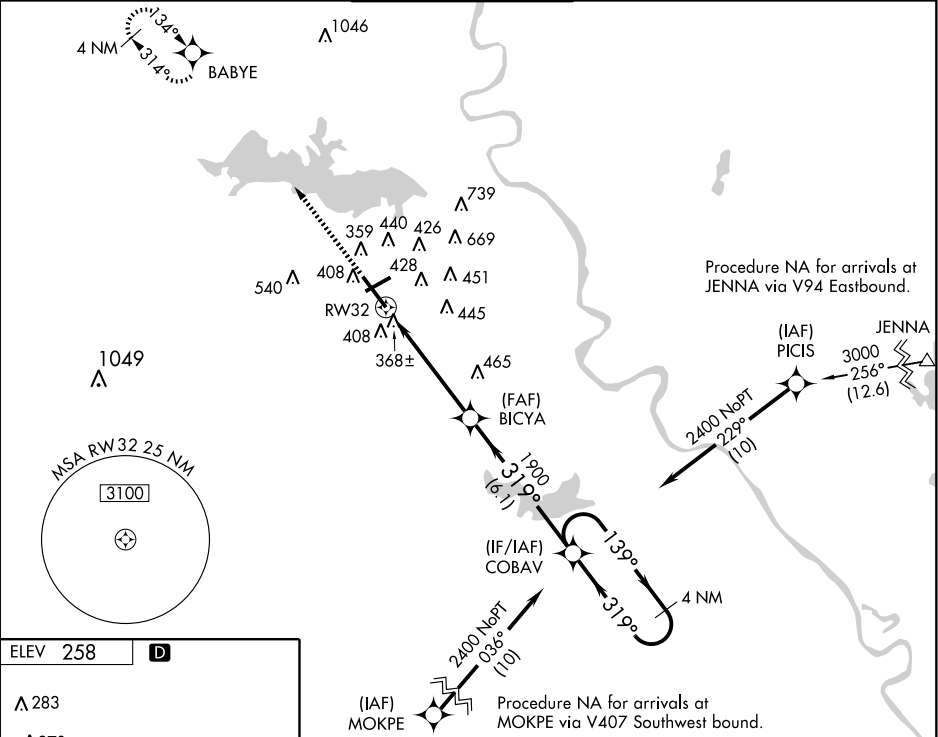 1046
134°
4 NM
314°
BABYE
739
359
440
426
669
540
408
428
451
RW32
445
408
368±
465
1049
(FAF)
BICYA
Procedure NA for arrivals at
JENNA via V94 Eastbound.
JENNA
(IAF)
PICIS
3000
256°
(12.6)
2400 NoPT
229°
(10)
MSA RW32 25 NM
3100
1900
319°
(6.1)
(IF/IAF)
COBAV
139°
4 NM
319°
2400 NoPT
036°
(10)
(IAF)
MOKPE
Procedure NA for arrivals at
MOKPE via V407 Southwest bound.
ELEV 258 D
283